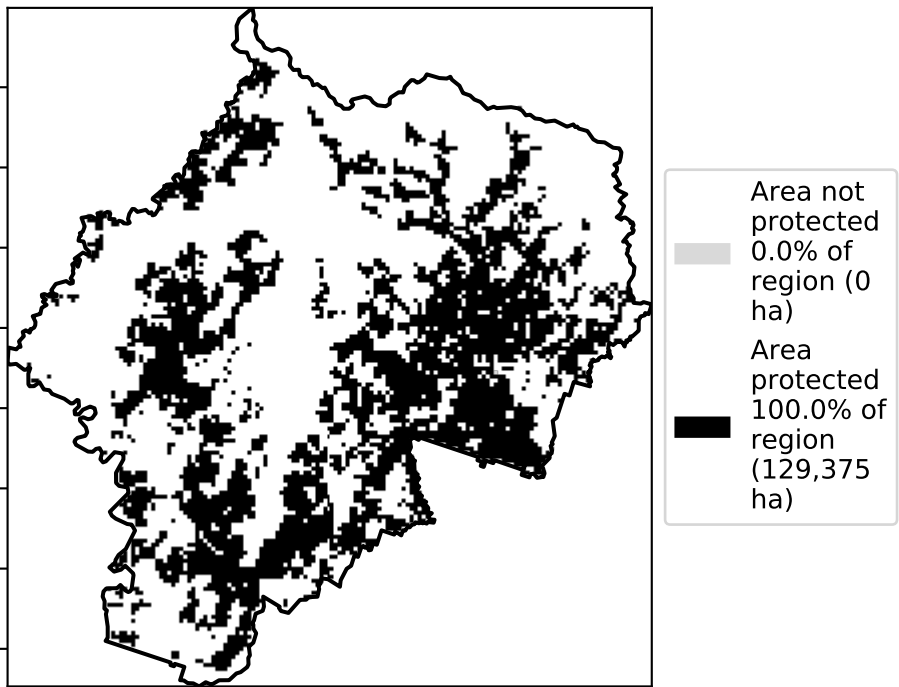 Area not
protected
0.0% of
region (0
ha)
Area
protected
100.0% of
region
(129,375
ha)